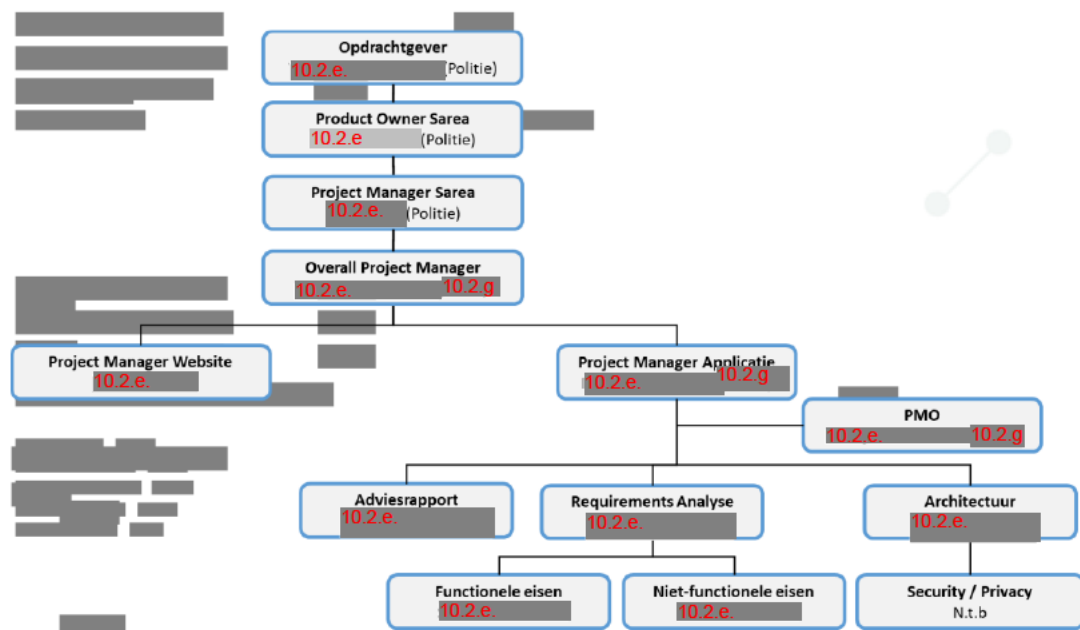 Opdrachtgever
10.2.e. (Politie)
Product Owner Sarea
10.2.e (Politie)
Project Manager Sarea
10.2.e. (Politie)
Overall Project Manager
10.2.e. 10.2.g
Project Manager Website
10.2.e.
Project Manager Applicatie
10.2.e. 10.2.g
PMO
10.2.e. 10.2.g
Adviesrapport
10.2.e.
Requirements Analyse
10.2.e.
Architectuur
10.2.e.
Functionele eisen
10.2.e.
Niet-functionele eisen
10.2.e.
Security / Privacy
N.t.b